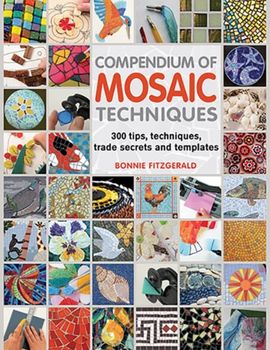 COMPENDIUM OF
MOSAIC
TECHNIQUES
300 tips, techniques,
trade secrets and templates
BONNIE FITZGERALD